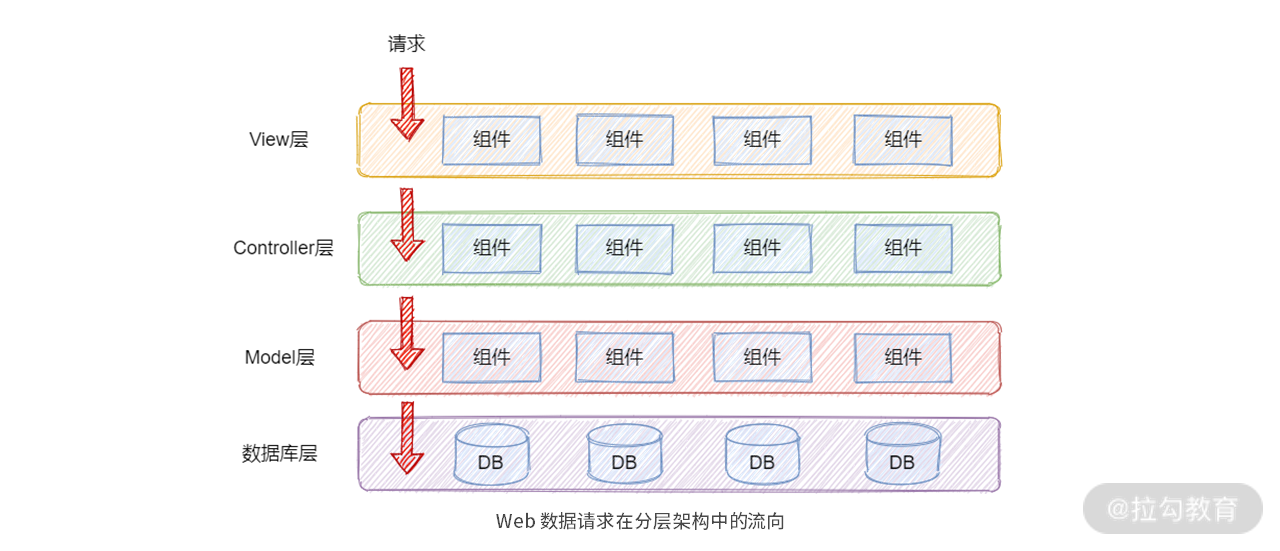 请求
View层
组件 组件 组件 组件
Controller层
组件 组件 组件 组件
Model层
组件 组件 组件 组件
数据库层
DB DB DB DB
Web 数据请求在分层架构中的流向
@拉勾教育